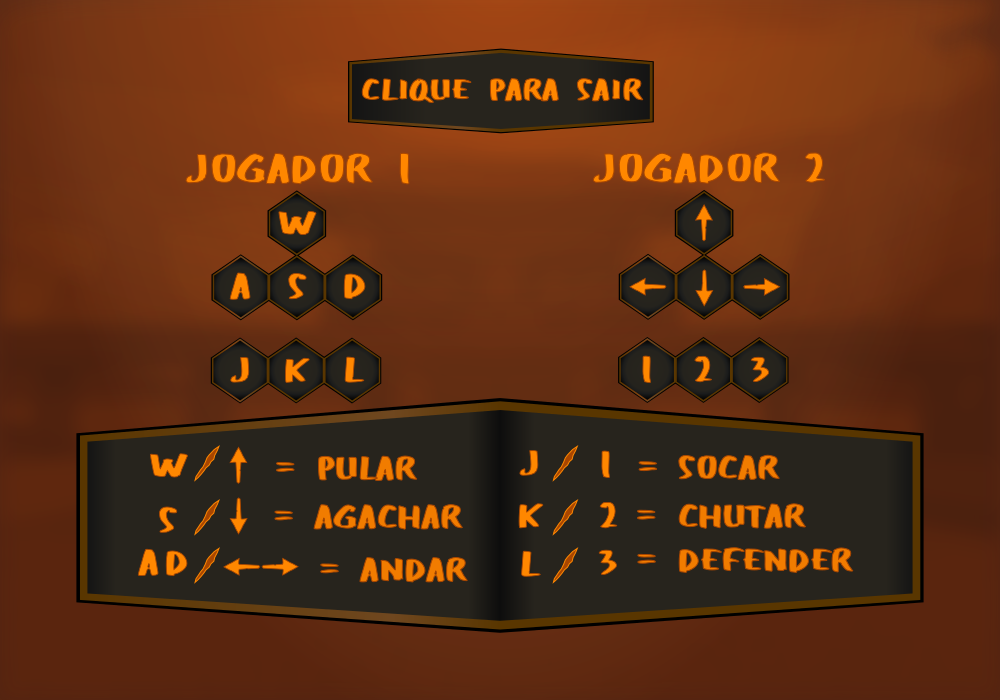 CLIQUE PARA SAIR
JOGADOR 1
W
A S D
J K L
JOGADOR 2
↑
← ↓ →
1 2 3
W / ↑ = PULAR
S / ↓ = AGACHAR
AD / ←→ = ANDAR
J / 1 = SOCAR
K / 2 = CHUTAR
L / 3 = DEFENDER